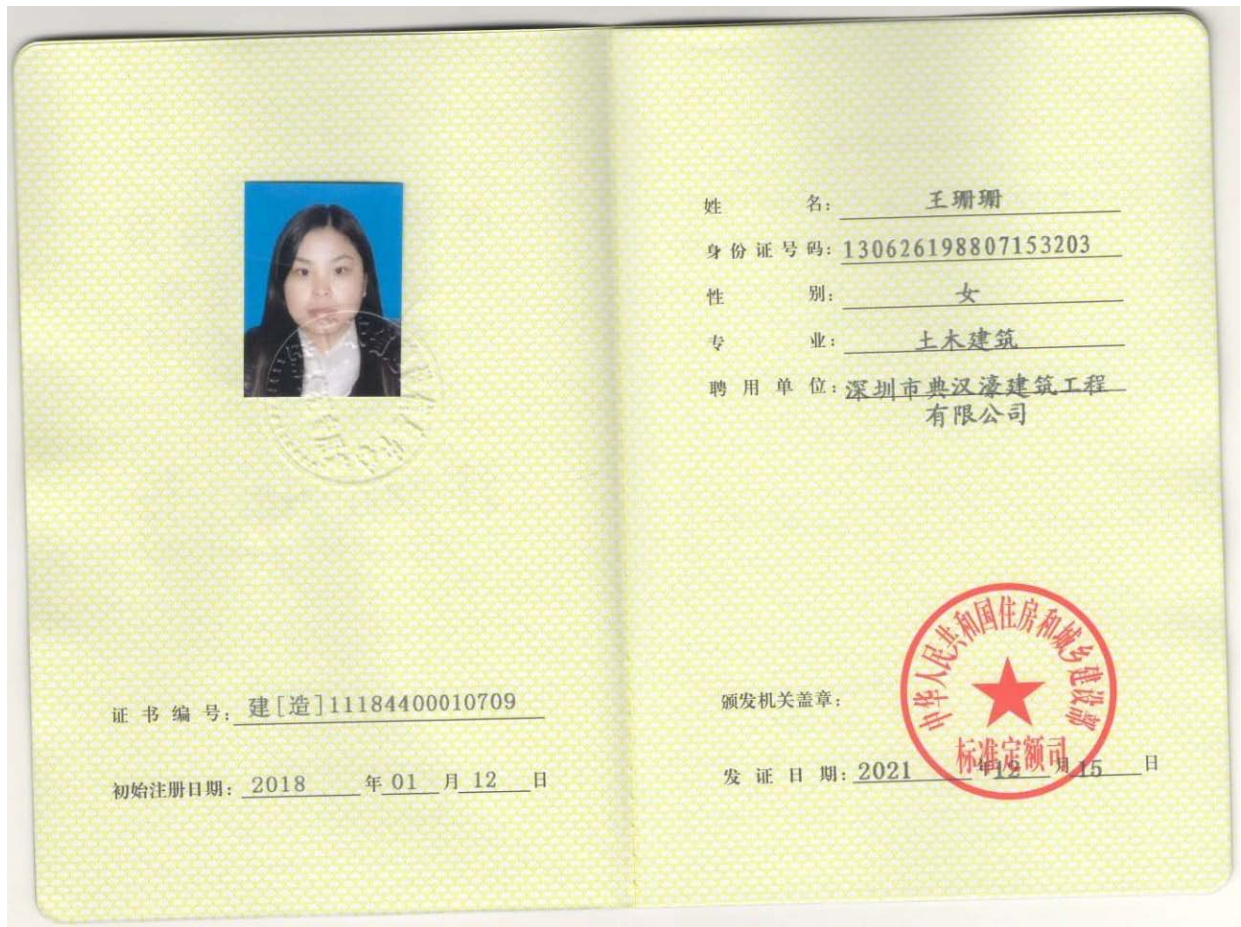 证书编号: 建[造]11184400010709
初始注册日期: 2018 年 01 月 12 日
姓名: 王珊珊
身份证号码: 130626198807153203
性别: 女
专业: 土木建筑
聘用单位: 深圳市典汉濠建筑工程
有限公司
颁发机关盖章:
中华人民共和国住房和城乡建设部
标准定额司
发证日期: 2021 年 12 月 15 日